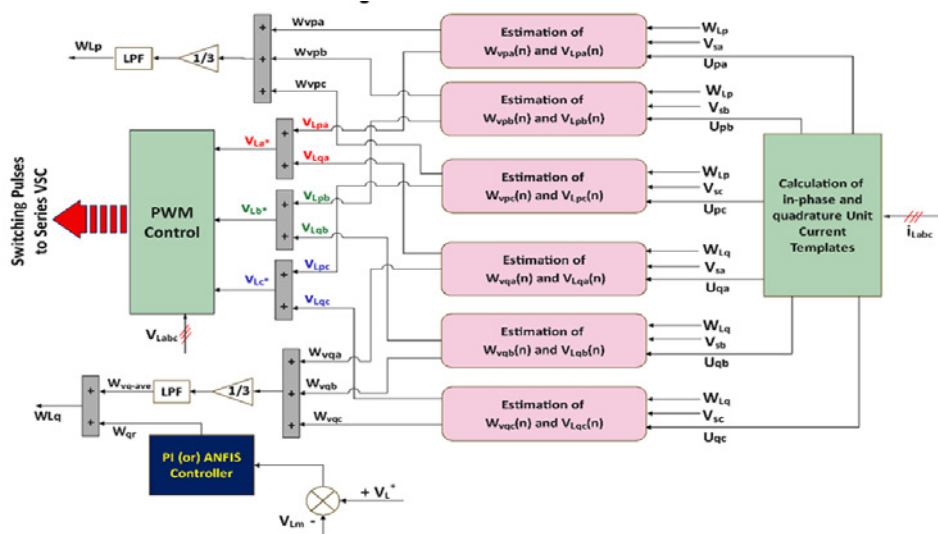 Wvpa
Estimation of
Wvpa(n) and VLpa(n)
WLp
Vsa
Upa
WLp
LPF
1/3
Wvpb
Wvpc
Estimation of
Wvpb(n) and VLpb(n)
WLp
Vsb
Upb
Switching Pulses
to Series VSC
PWM
Control
VLa*
VLpa
VLqa
VLb*
VLpb
VLqb
VLc*
VLpc
VLqc
VLabc
Estimation of
Wvpc(n) and VLpc(n)
WLp
Vsc
Upc
Calculation of
in-phase and
quadrature Unit
Current
Templates
iLabc
Estimation of
Wvqa(n) and VLqa(n)
WLq
Vsa
Uqa
Estimation of
Wvqb(n) and VLqb(n)
WLq
Vsb
Uqb
Estimation of
Wvqc(n) and VLqc(n)
WLq
Vsc
Uqc
Wvqa
Wvqb
Wvqc
1/3
LPF
Wvq-ave
WLq
Wqr
PI (or) ANFIS
Controller
+ VL*
VLm -